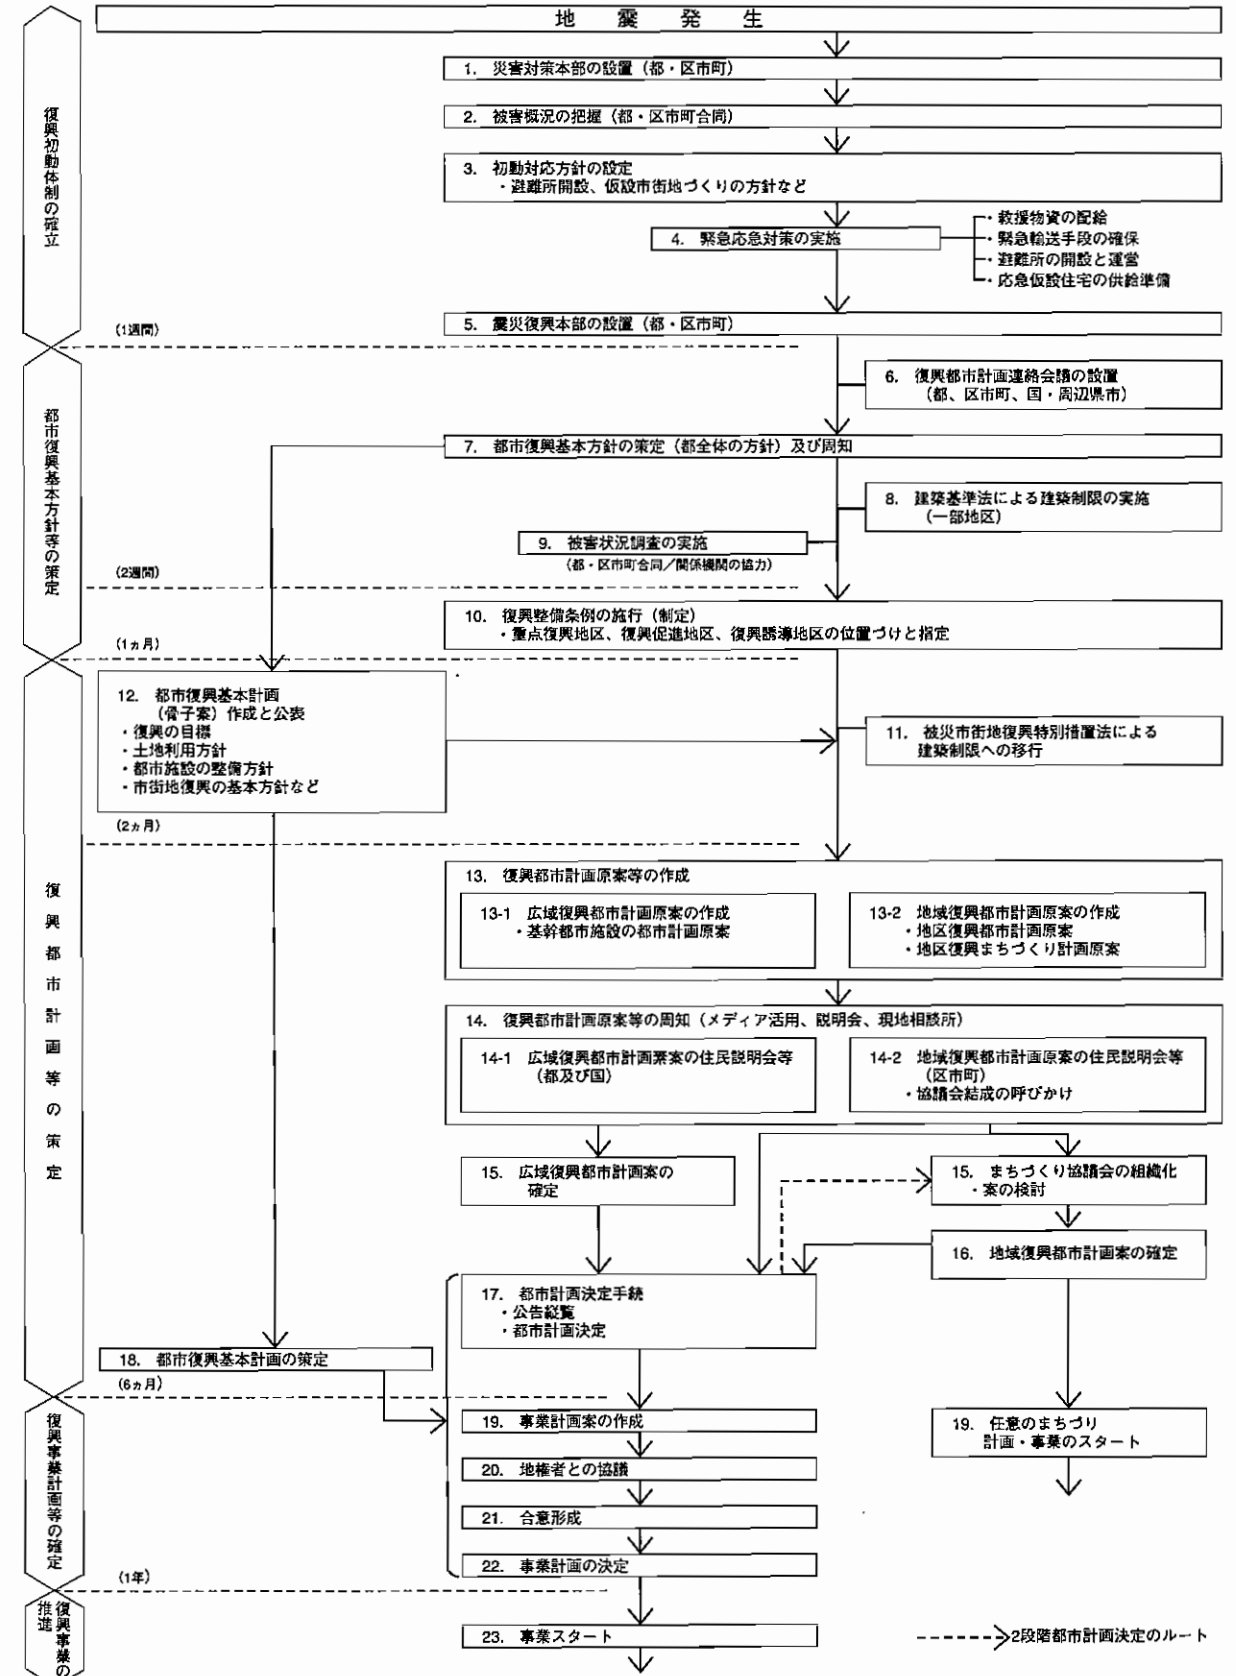 地震発生
復興初動体制の確立
1. 災害対策本部の設置（都・区市町）
2. 被害概況の把握（都・区市町合同）
3. 初動対応方針の設定
・避難所開設、仮設市街地づくりの方針など
4. 緊急応急対策の実施
・救援物資の配給
・緊急輸送手段の確保
・避難所の開設と運営
・応急仮設住宅の供給準備
5. 震災復興本部の設置（都・区市町）
(1週間)
都市復興基本方針等の策定
6. 復興都市計画連絡会議の設置
（都、区市町、国・周辺県市）
7. 都市復興基本方針の策定（都全体の方針）及び周知
8. 建築基準法による建築制限の実施
（一部地区）
9. 被害状況調査の実施
（都・区市町合同／関係機関の協力）
(2週間)
10. 復興整備条例の施行（制定）
・重点復興地区、復興促進地区、復興誘導地区の位置づけと指定
(1ヵ月)
復興都市計画等の策定
12. 都市復興基本計画
（骨子案）作成と公表
・復興の目標
・土地利用方針
・都市施設の整備方針
・市街地復興の基本方針など
11. 被災市街地復興特別措置法による
建築制限への移行
(2ヵ月)
13. 復興都市計画原案等の作成
13-1 広域復興都市計画原案の作成
・基幹都市施設の都市計画原案
13-2 地域復興都市計画原案の作成
・地区復興都市計画原案
・地区復興まちづくり計画原案
14. 復興都市計画原案等の周知（メディア活用、説明会、現地相談所）
14-1 広域復興都市計画素案の住民説明会等
（都及び国）
14-2 地域復興都市計画原案の住民説明会等
（区市町）
・協議会結成の呼びかけ
15. 広域復興都市計画案の
確定
15. まちづくり協議会の組織化
・案の検討
16. 地域復興都市計画案の確定
17. 都市計画決定手続
・公告縦覧
・都市計画決定
18. 都市復興基本計画の策定
(6ヵ月)
復興事業計画等の確定
19. 事業計画案の作成
19. 任意のまちづり
計画・事業のスタート
20. 地権者との協議
21. 合意形成
22. 事業計画の決定
(1年)
復興事業の
推進
23. 事業スタート
2段階都市計画決定のルート